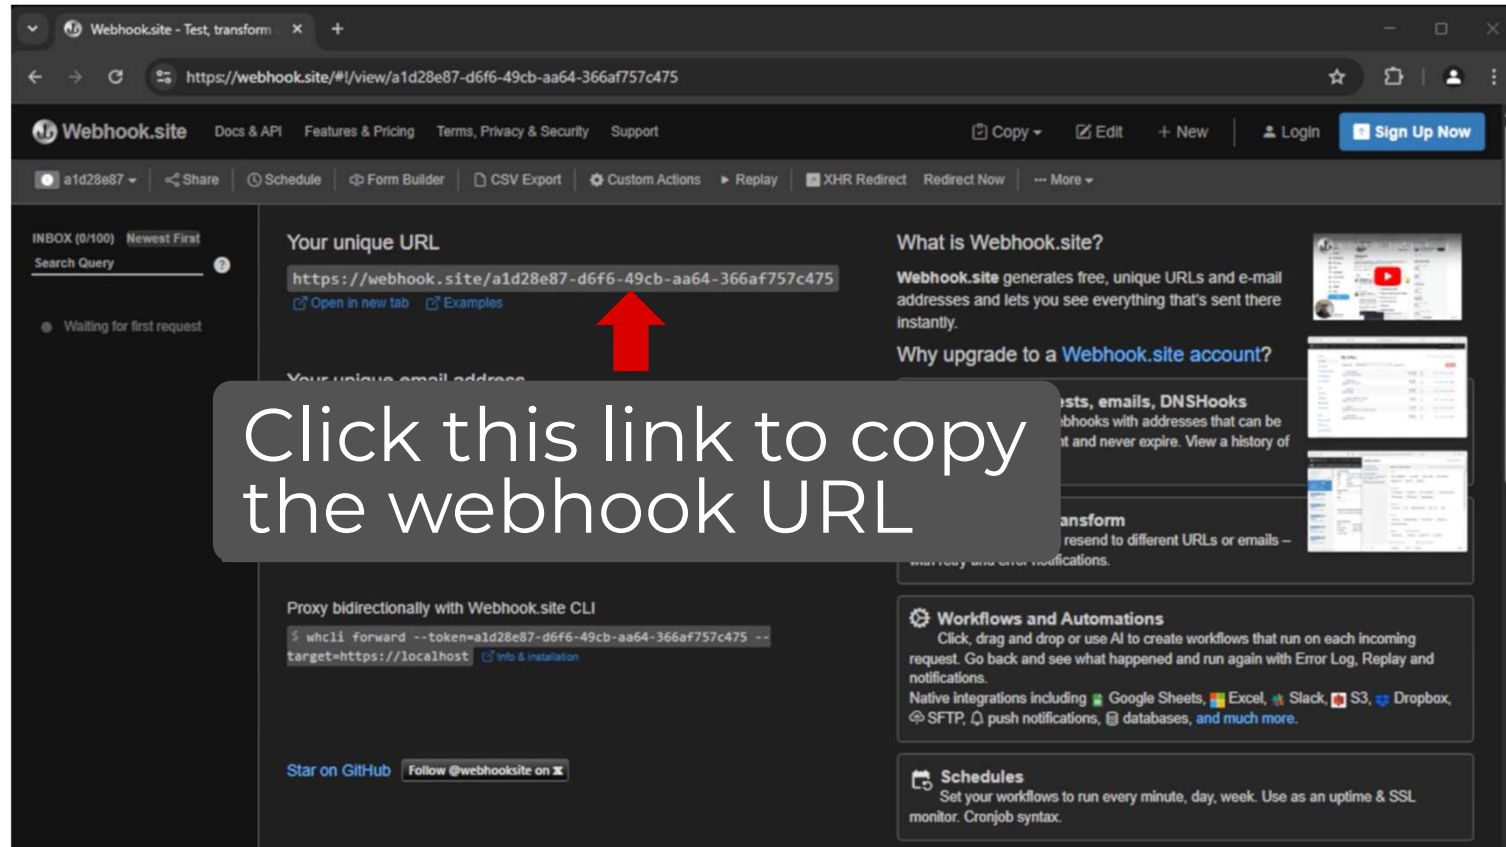 Webhook.site - Test, transform
https://webhook.site/#!/view/a1d28e87-d6f6-49cb-aa64-366af757c475
Webhook.site Docs & API Features & Pricing Terms, Privacy & Security Support Copy Edit + New Login Sign Up Now
a1d28e87 Share Schedule Form Builder CSV Export Custom Actions Replay XHR Redirect Redirect Now ··· More
INBOX (0/100) Newest First
Search Query ?
Waiting for first request
Your unique URL
https://webhook.site/a1d28e87-d6f6-49cb-aa64-366af757c475
Open in new tab Examples
Your unique email address
Click this link to copy
the webhook URL
Proxy bidirectionally with Webhook.site CLI
$ whcli forward --token=a1d28e87-d6f6-49cb-aa64-366af757c475 --
target=https://localhost Info & installation
Star on GitHub Follow @webhooksite on X
What is Webhook.site?
Webhook.site generates free, unique URLs and e-mail
addresses and lets you see everything that's sent there
instantly.
Why upgrade to a Webhook.site account?
sts, emails, DNSHooks
bhooks with addresses that can be
t and never expire. View a history of
ansform
resend to different URLs or emails –
with retry and error notifications.
Workflows and Automations
Click, drag and drop or use AI to create workflows that run on each incoming
request. Go back and see what happened and run again with Error Log, Replay and
notifications.
Native integrations including Google Sheets, Excel, Slack, S3, Dropbox,
SFTP, push notifications, databases, and much more.
Schedules
Set your workflows to run every minute, day, week. Use as an uptime & SSL
monitor. Cronjob syntax.